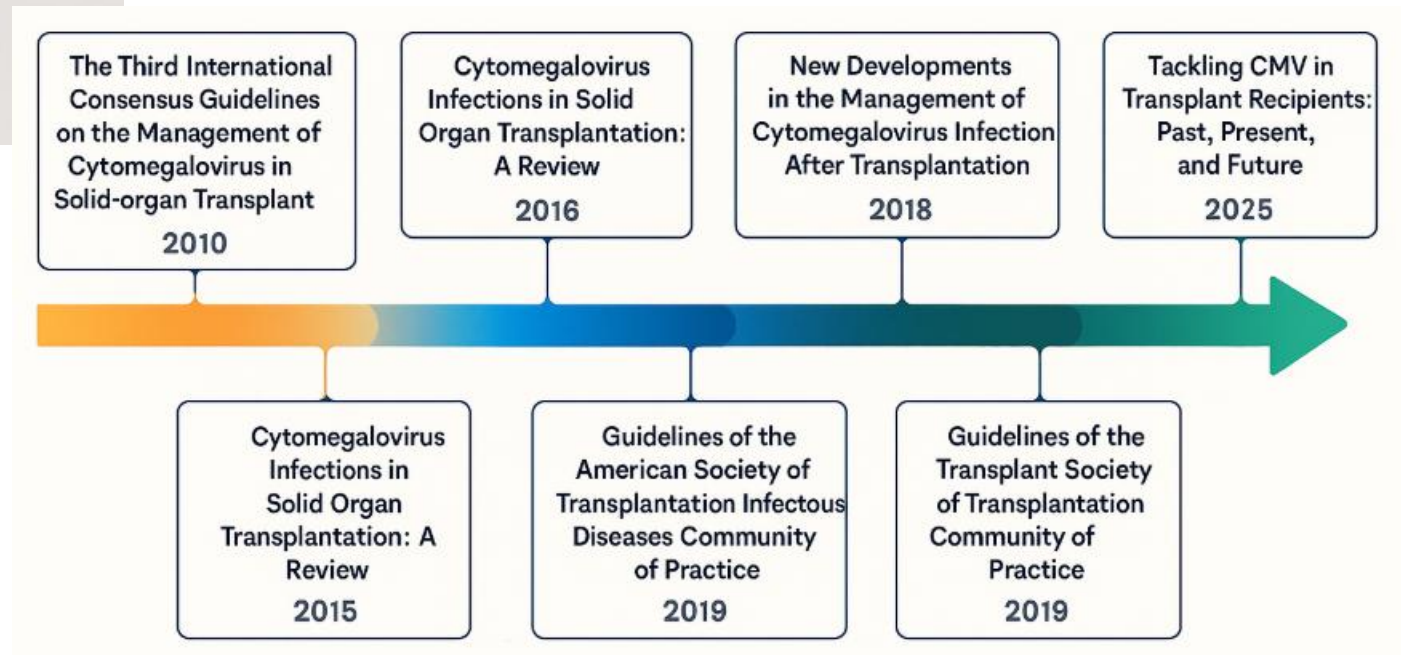 The Third International
Consensus Guidelines
on the Management of
Cytomegalovirus in
Solid-organ Transplant
2010
Cytomegalovirus
Infections in Solid
Organ Transplantation:
A Review
2016
New Developments
in the Management of
Cytomegalovirus Infection
After Transplantation
2018
Tackling CMV in
Transplant Recipients:
Past, Present,
and Future
2025
Cytomegalovirus
Infections in
Solid Organ
Transplantation: A
Review
2015
Guidelines of the
American Society of
Transplantation Infectous
Diseases Community
of Practice
2019
Guidelines of the
Transplant Society
of Transplantation
Community of
Practice
2019